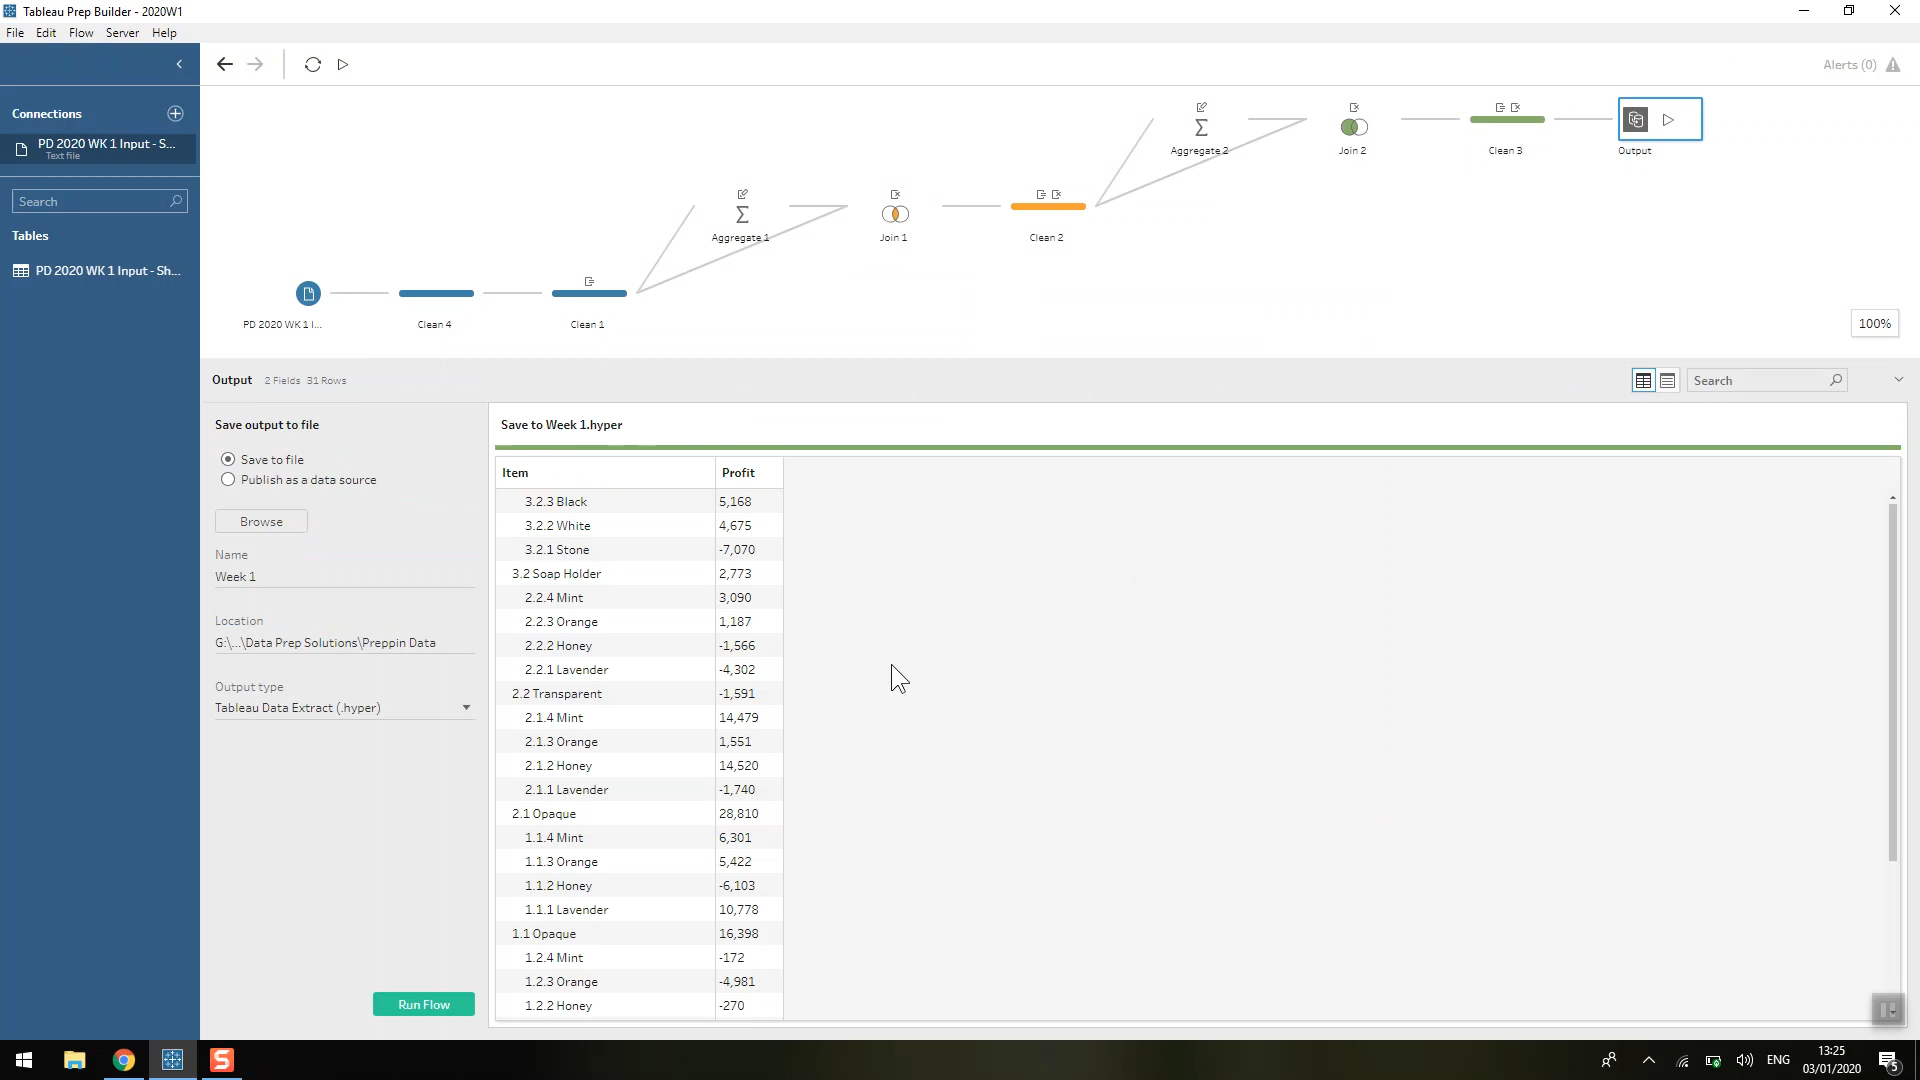 Tableau Prep Builder - 2020W1
File Edit Flow Server Help
Alerts (0)
Connections
PD 2020 WK 1 Input - S...
Text file
Search
Tables
PD 2020 WK 1 Input - Sh...
Aggregate 2
Join 2
Clean 3
Output
Aggregate 1
Join 1
Clean 2
PD 2020 WK 1 I...
Clean 4
Clean 1
100%
Output 2 Fields 31 Rows
Search
Save output to file
Save to file
Publish as a data source
Browse
Name
Week 1
Location
G:\...\Data Prep Solutions\Preppin Data
Output type
Tableau Data Extract (.hyper)
Run Flow
Save to Week 1.hyper
Item Profit
3.2.3 Black 5,168
3.2.2 White 4,675
3.2.1 Stone -7,070
3.2 Soap Holder 2,773
2.2.4 Mint 3,090
2.2.3 Orange 1,187
2.2.2 Honey -1,566
2.2.1 Lavender -4,302
2.2 Transparent -1,591
2.1.4 Mint 14,479
2.1.3 Orange 1,551
2.1.2 Honey 14,520
2.1.1 Lavender -1,740
2.1 Opaque 28,810
1.1.4 Mint 6,301
1.1.3 Orange 5,422
1.1.2 Honey -6,103
1.1.1 Lavender 10,778
1.1 Opaque 16,398
1.2.4 Mint -172
1.2.3 Orange -4,981
1.2.2 Honey -270
S
ENG
13:25
03/01/2020
5